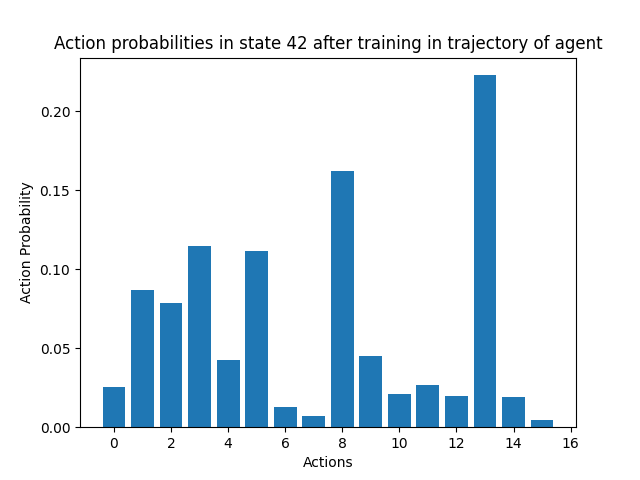 Action probabilities in state 42 after training in trajectory of agent
Action Probability
0.20
0.15
0.10
0.05
0.00
0 2 4 6 8 10 12 14 16
Actions